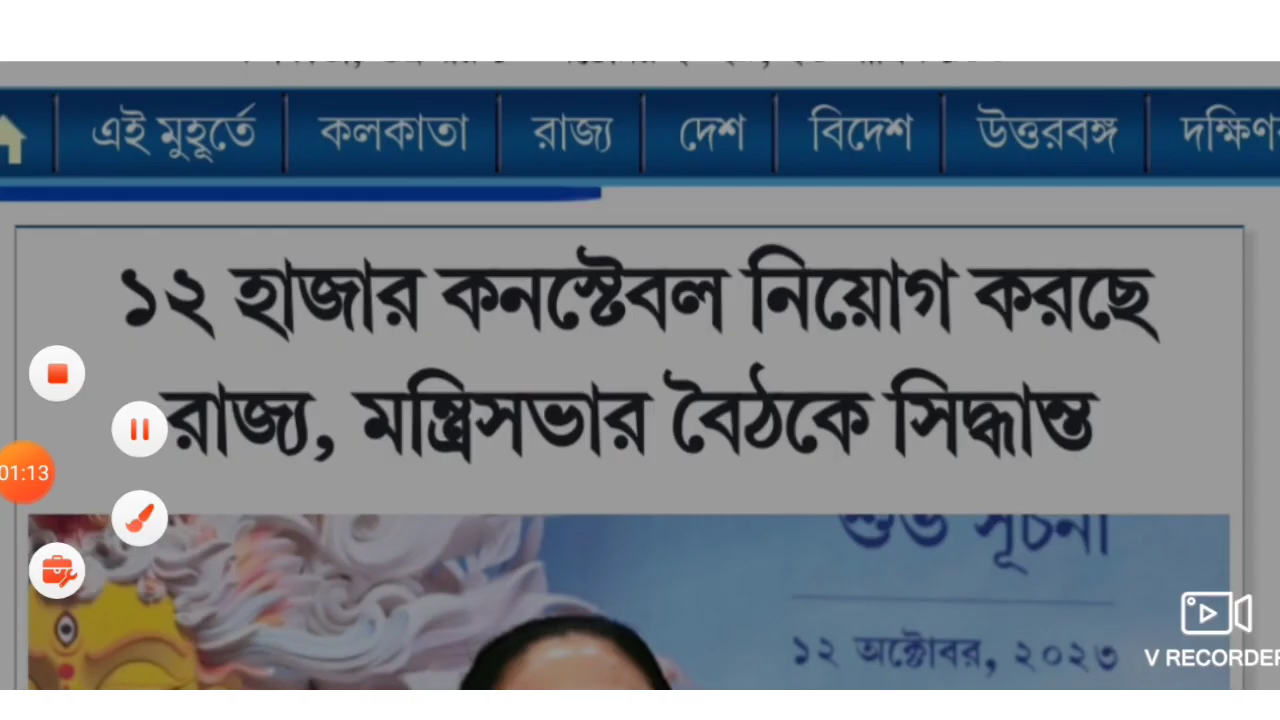 এই মুহূর্তে কলকাতা রাজ্য দেশ বিদেশ উত্তরবঙ্গ
১২ হাজার কনস্টেবল নিয়োগ করছে
রাজ্য, মন্ত্রিসভার বৈঠকে সিদ্ধান্ত
01:13
শুভ সূচনা
১২ অক্টোবর, ২০২৩
V RECORDER